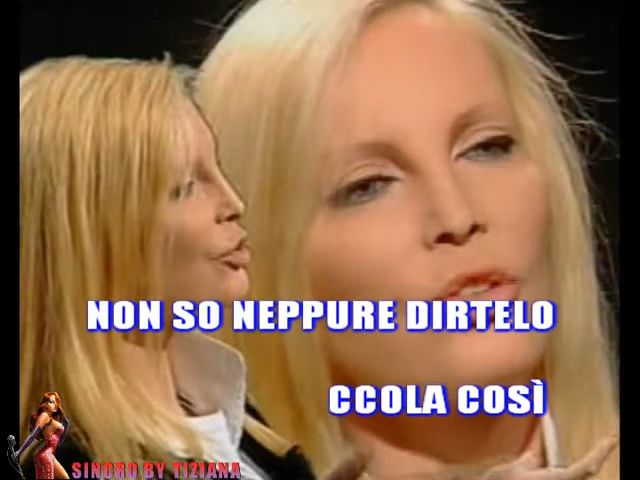 NON SO NEPPURE DIRTELO
CCOLA COSÌ
SINCRO BY TIZIANA